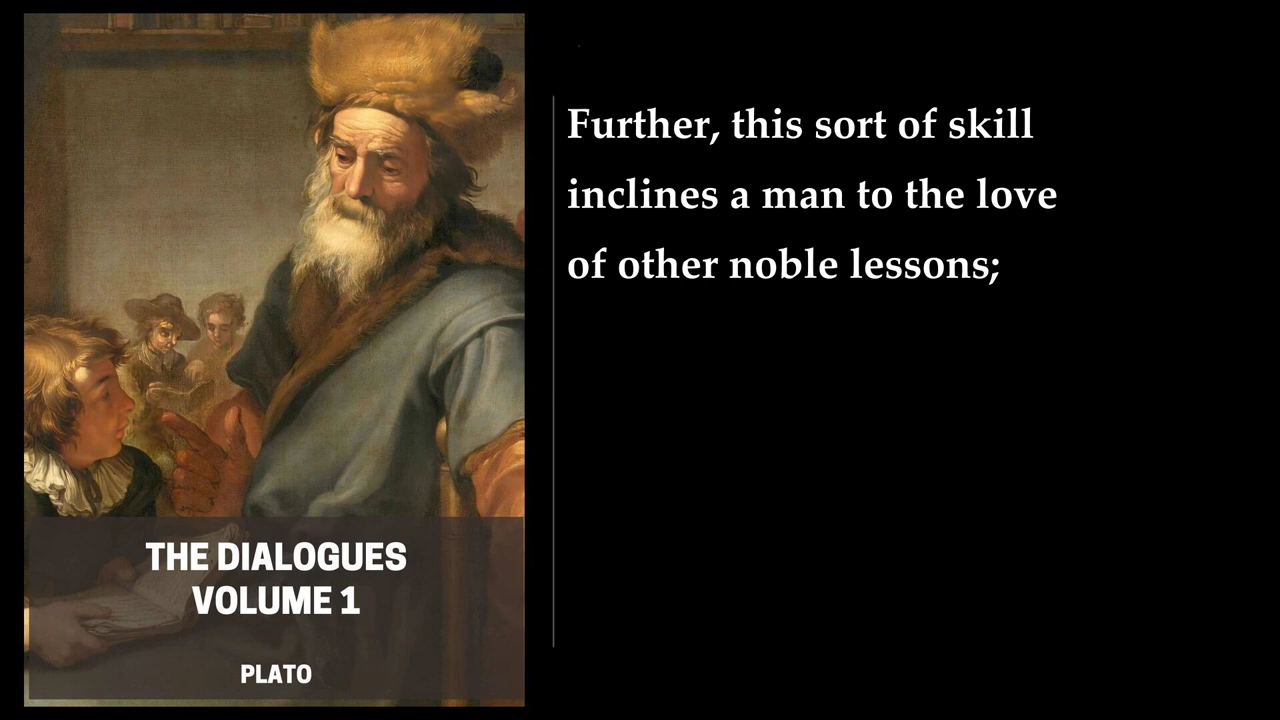 Further, this sort of skill
inclines a man to the love
of other noble lessons;
THE DIALOGUES
VOLUME 1
PLATO